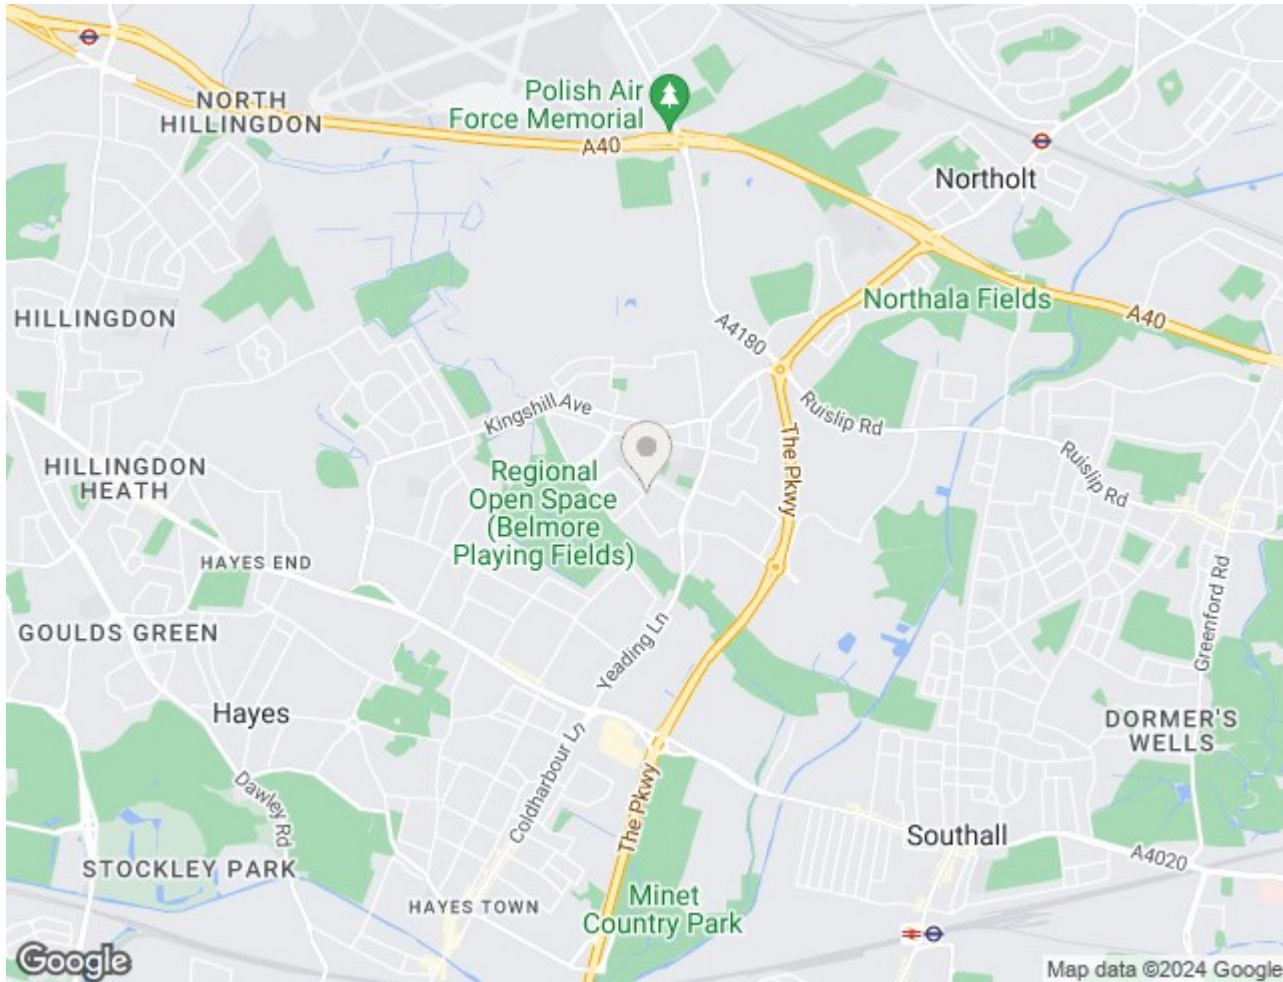 Polish Air
Force Memorial
NORTH
HILLINGDON
A40
Northolt
Northala Fields
A40
HILLINGDON
A4180
Kingshill Ave
Ruislip Rd
The Pkwy
Ruislip Rd
HILLINGDON
HEATH
Regional
Open Space
(Belmore
Playing Fields)
HAYES END
Greenford Rd
GOULDS GREEN
Yeading Ln
Hayes
DORMER'S
WELLS
Coldharbour Ln
Dawley Rd
The Pkwy
Southall
A4020
STOCKLEY PARK
Minet
Country Park
HAYES TOWN
Google
Map data ©2024 Google